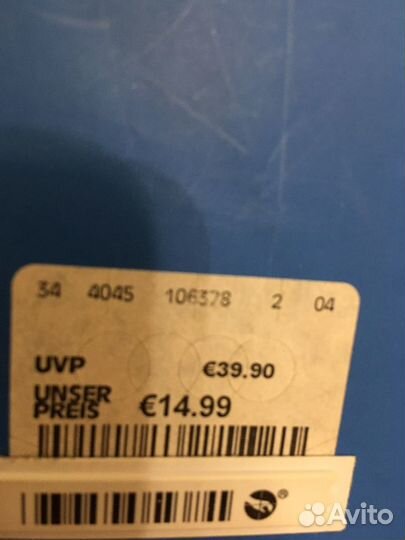 34 4045 106378 2 04
UVP €39.90
UNSER
PREIS €14.99
®
Avito